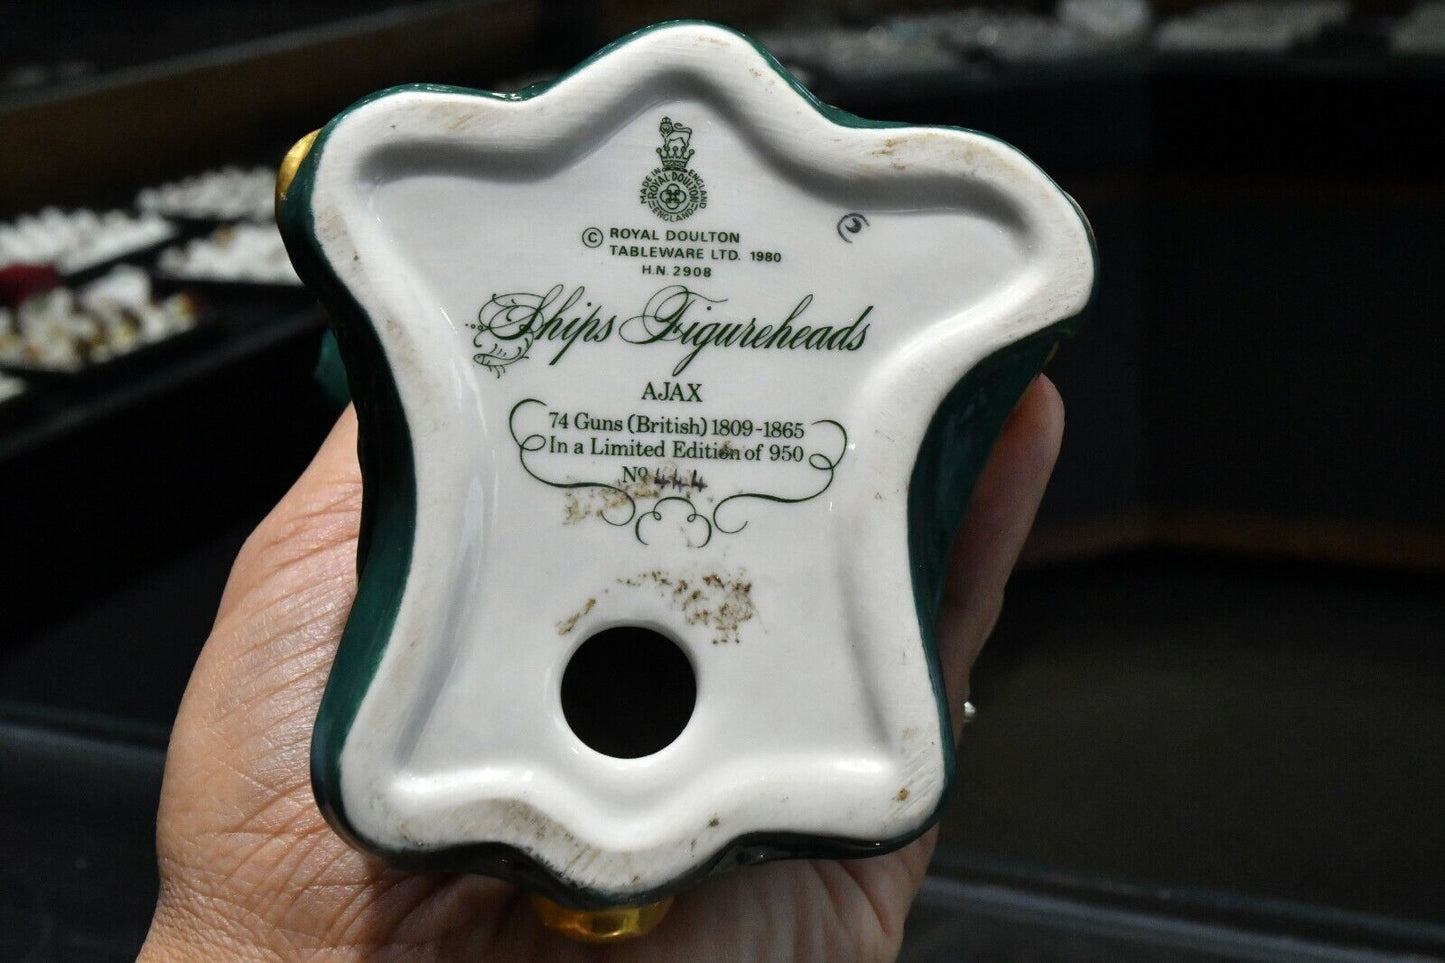 MADE IN ENGLAND
ROYAL DOULTON
ENGLAND
© ROYAL DOULTON
TABLEWARE LTD. 1980
H.N. 2908
Ships Figureheads
AJAX
74 Guns (British) 1809-1865
In a Limited Edition of 950
Nº 444